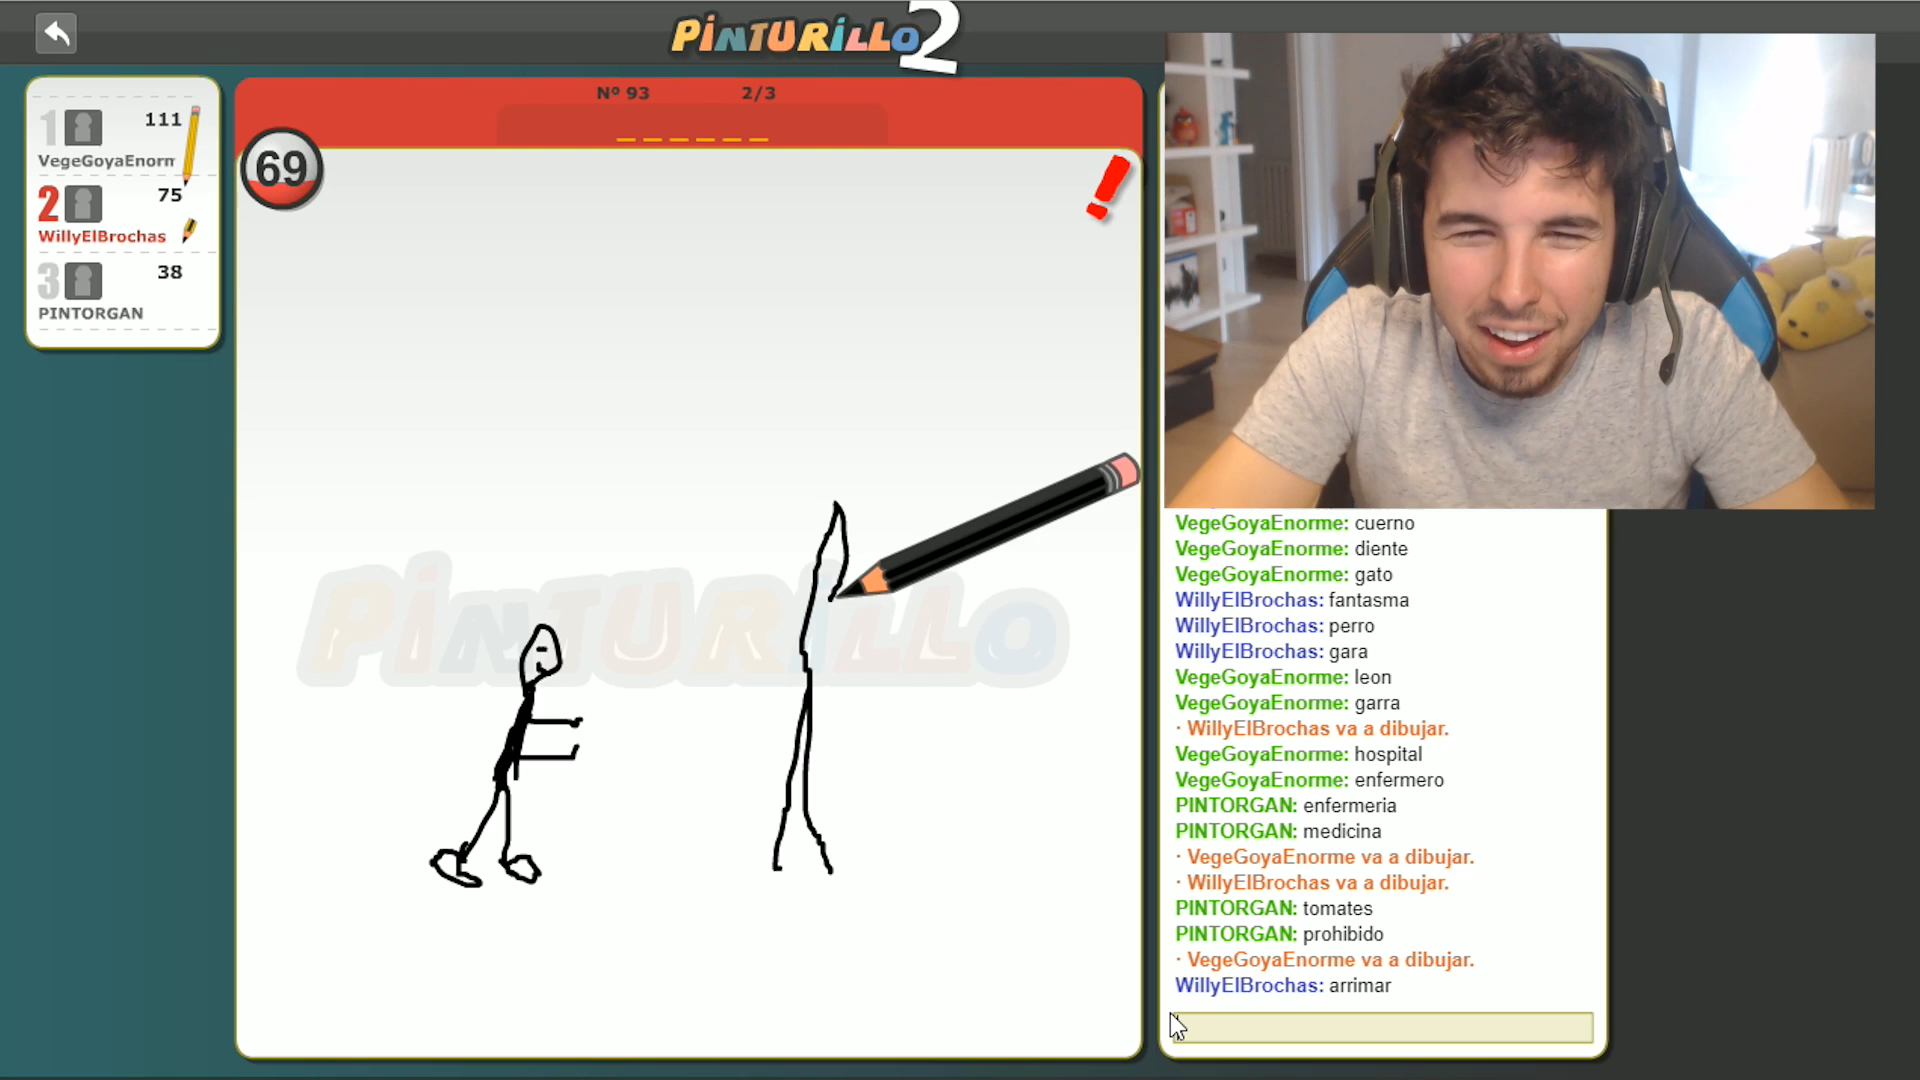 PiNTURiLLO 2
Nº 93 2/3
69
1 111
VegeGoyaEnorm
2 75
WillyElBrochas
3 38
PINTORGAN
PiNTURiLLO
VegeGoyaEnorme: cuerno
VegeGoyaEnorme: diente
VegeGoyaEnorme: gato
WillyElBrochas: fantasma
WillyElBrochas: perro
WillyElBrochas: gara
VegeGoyaEnorme: leon
VegeGoyaEnorme: garra
· WillyElBrochas va a dibujar.
VegeGoyaEnorme: hospital
VegeGoyaEnorme: enfermero
PINTORGAN: enfermeria
PINTORGAN: medicina
· VegeGoyaEnorme va a dibujar.
· WillyElBrochas va a dibujar.
PINTORGAN: tomates
PINTORGAN: prohibido
· VegeGoyaEnorme va a dibujar.
WillyElBrochas: arrimar